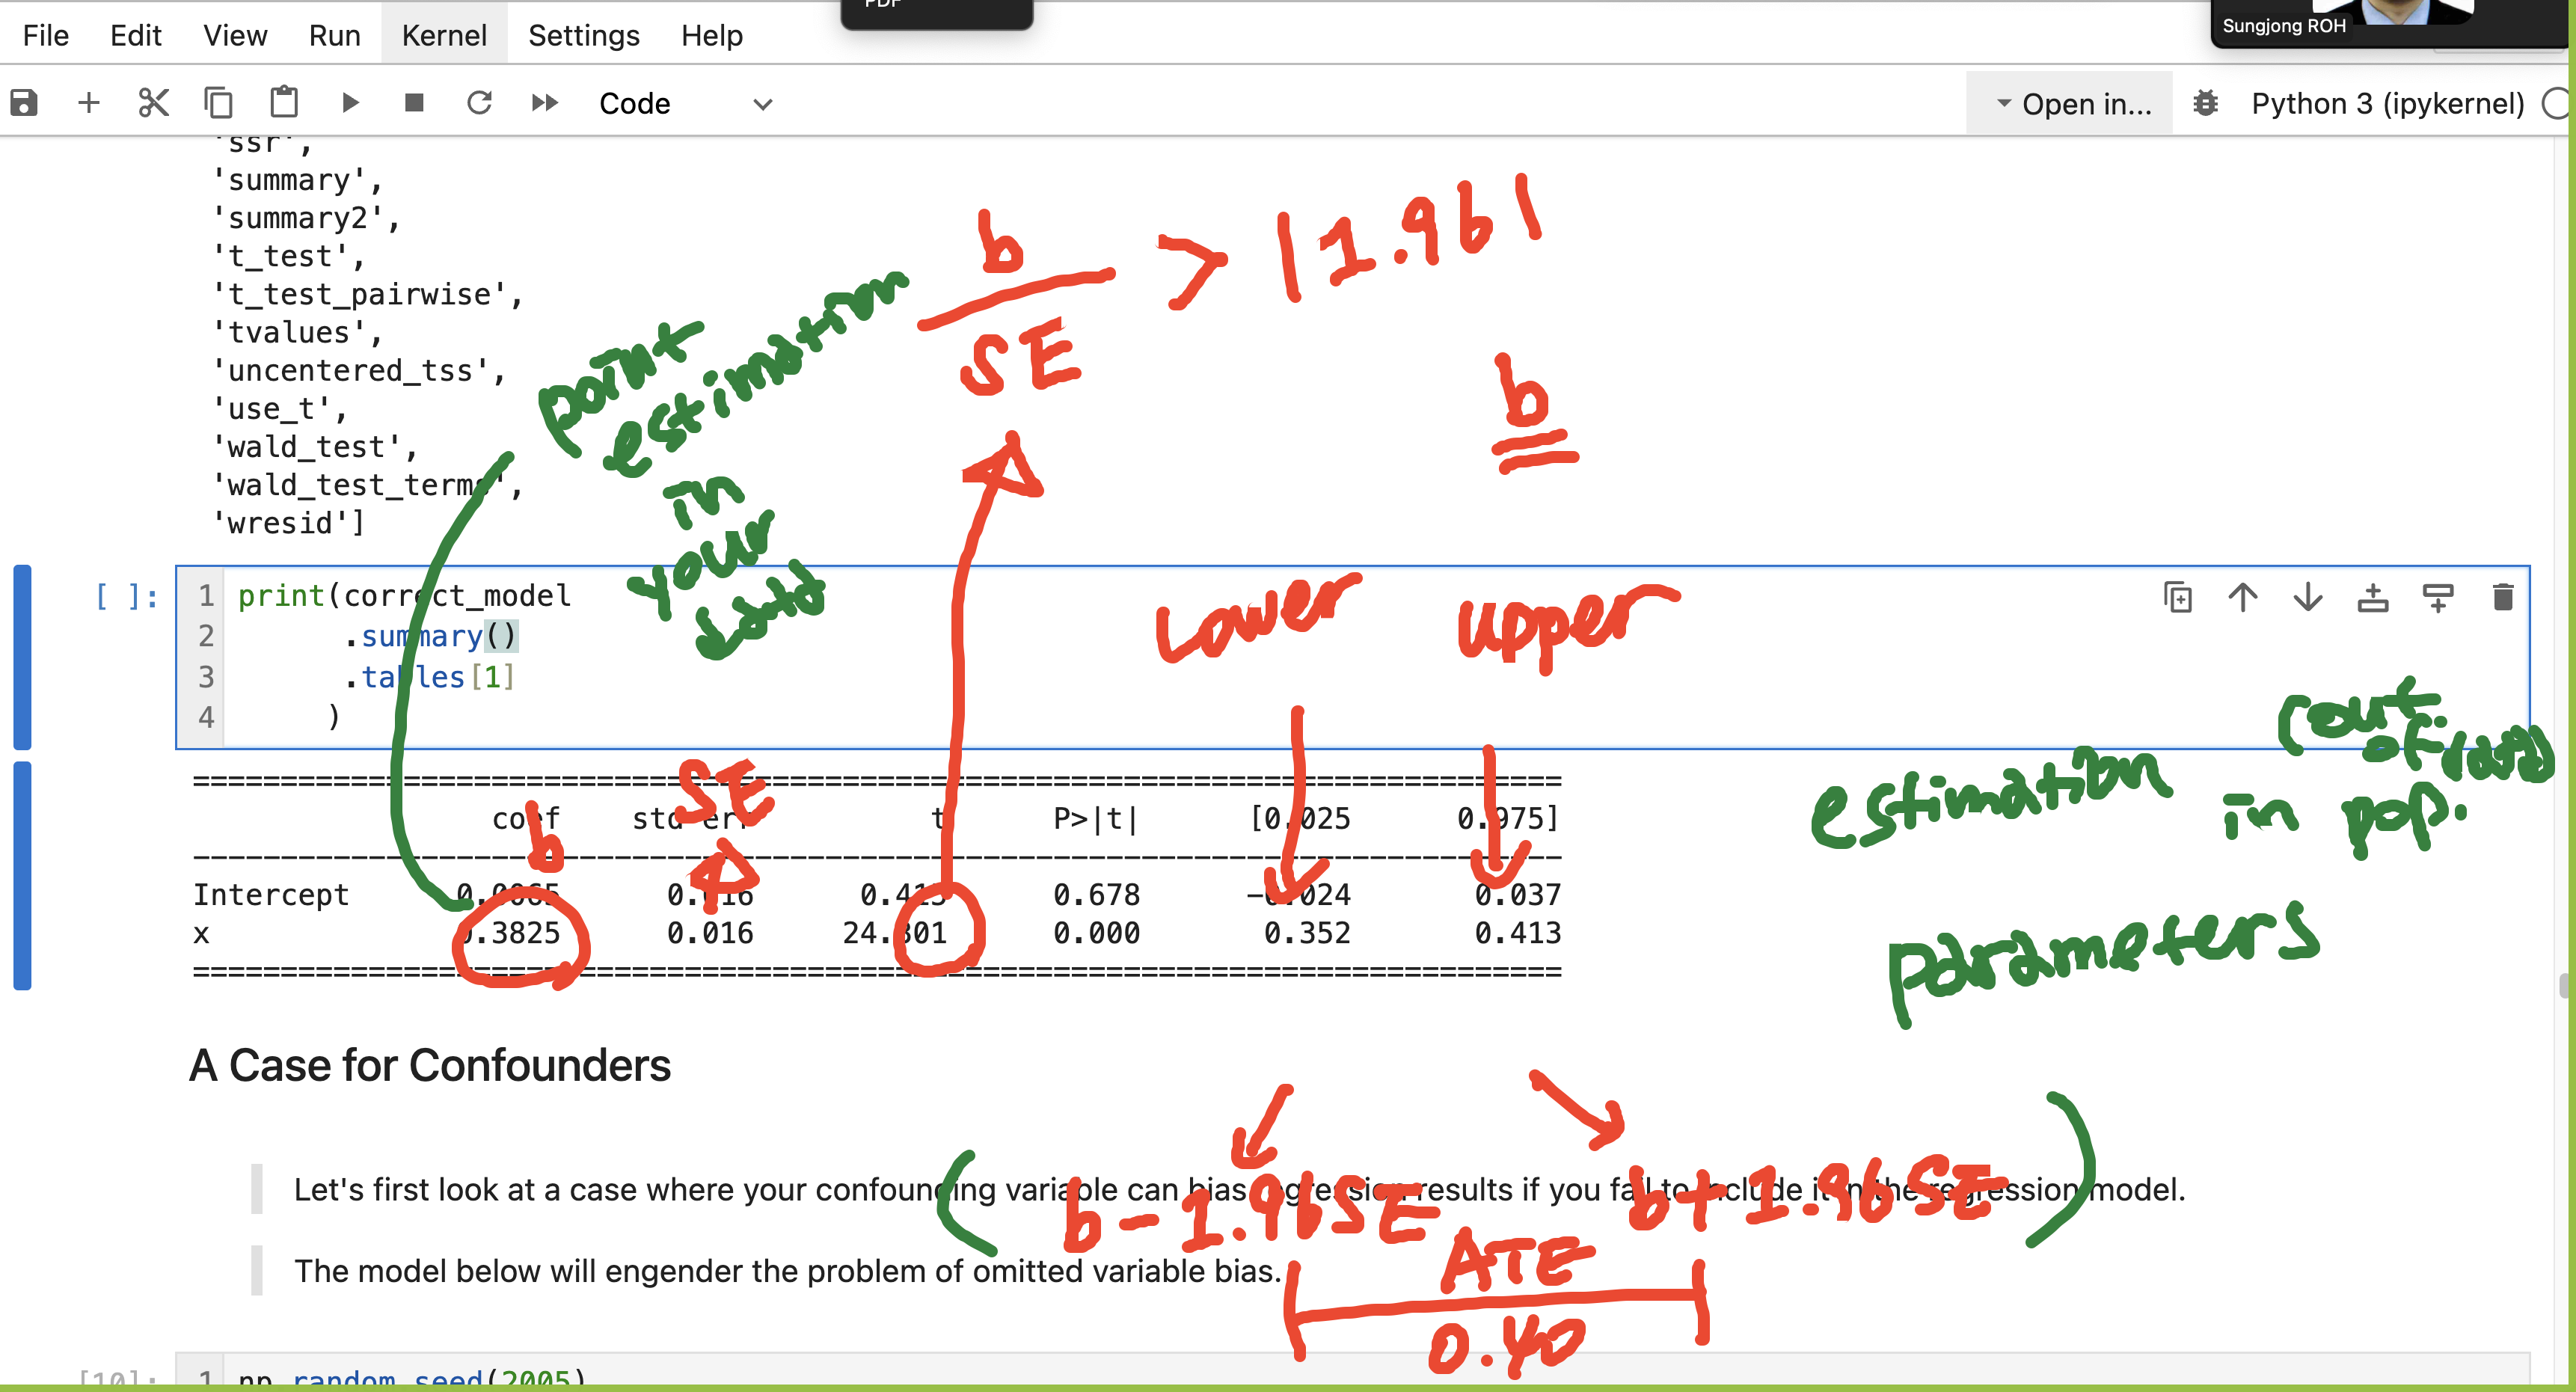 PDF
Sungjong ROH
File Edit View Run Kernel Settings Help
Code Open in... Python 3 (ipykernel)
'ssr',
'summary',
'summary2',
't_test',
't_test_pairwise',
'tvalues',
'uncentered_tss',
'use_t',
'wald_test',
'wald_test_terms',
'wresid']
b
SE
> |1.96|
point
estimation
in
your
data
b
Lower upper
[ ]:
1 print(correct_model
2 .summary()
3 .tables[1]
4 )
SE
b
coef std err t P>|t| [0.025 0.975]
Intercept 0.0065 0.016 0.415 0.678 -0.024 0.037
x 0.3825 0.016 24.301 0.000 0.352 0.413
estimation in pop.
(out of
parameters
A Case for Confounders
Let's first look at a case where your confounding variable can bias regression results if you fail to include it in the regression model.
( b - 1.96SE b + 1.96SE )
The model below will engender the problem of omitted variable bias.
ATE
0.40
[10]: 1 np.random.seed(2005)